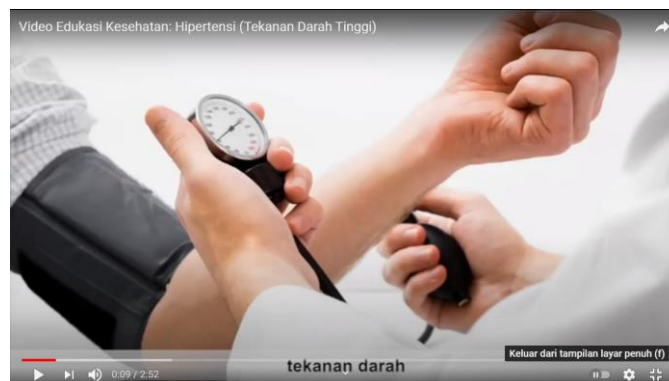 Video Edukasi Kesehatan: Hipertensi (Tekanan Darah Tinggi)
Keluar dari tampilan layar penuh (f)
tekanan darah
0:09 / 2:52